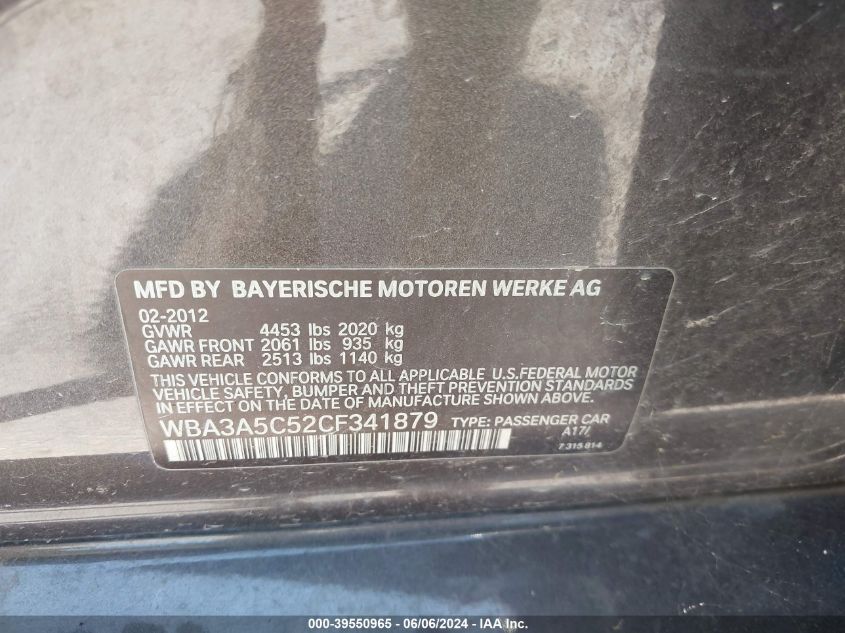 MFD BY BAYERISCHE MOTOREN WERKE AG
02-2012
GVWR 4453 lbs 2020 kg
GAWR FRONT 2061 lbs 935 kg
GAWR REAR 2513 lbs 1140 kg
THIS VEHICLE CONFORMS TO ALL APPLICABLE U.S.FEDERAL MOTOR
VEHICLE SAFETY, BUMPER AND THEFT PREVENTION STANDARDS
IN EFFECT ON THE DATE OF MANUFACTURE SHOWN ABOVE.
WBA3A5C52CF341879 TYPE: PASSENGER CAR
A17/
7 315 814
000-39550965 - 06/06/2024 - IAA Inc.